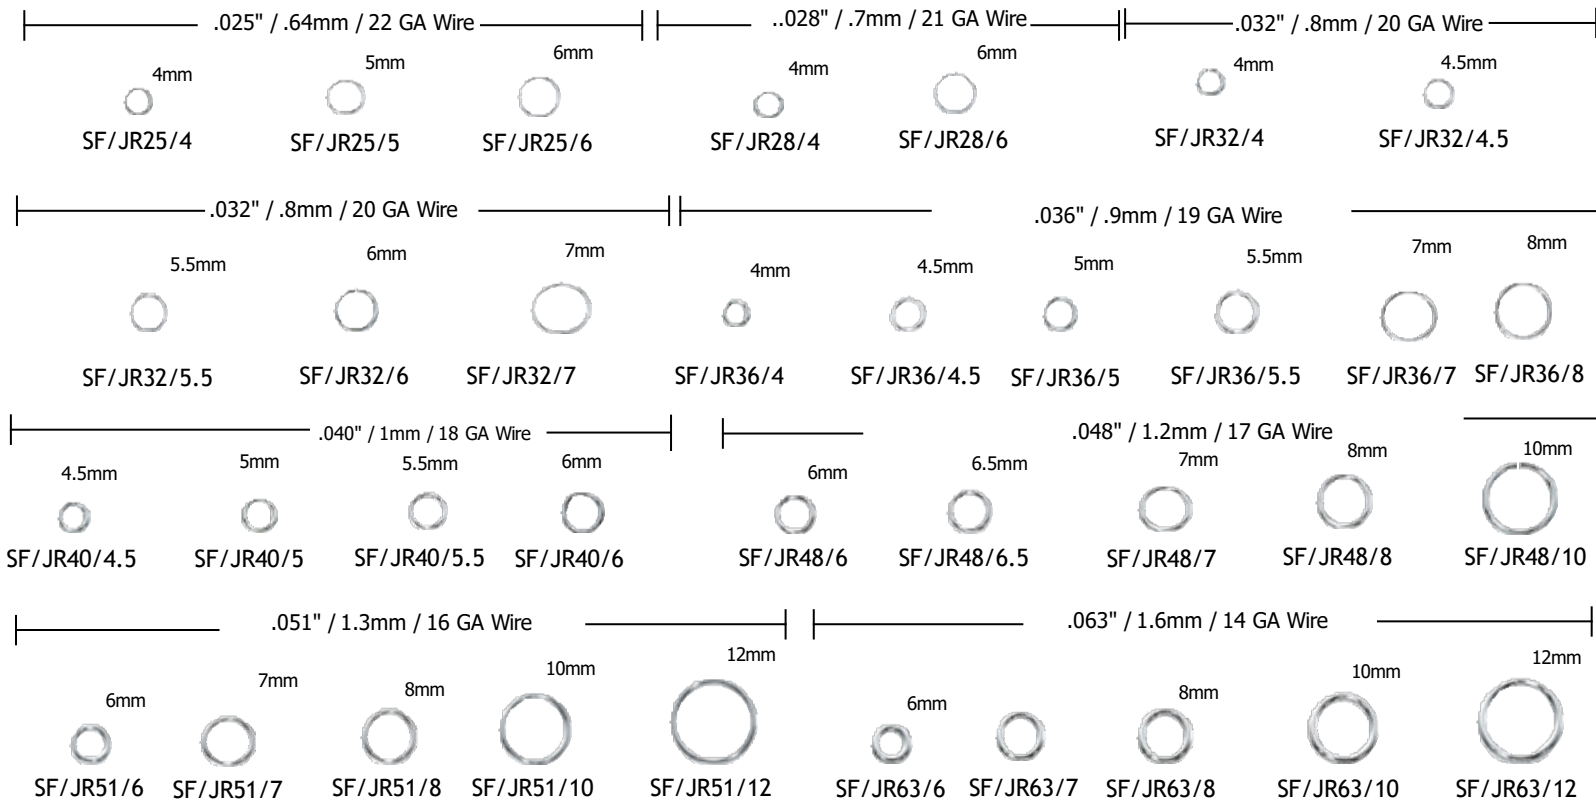 .025" / .64mm / 22 GA Wire
..028" / .7mm / 21 GA Wire
.032" / .8mm / 20 GA Wire
4mm 5mm 6mm 4mm 6mm 4mm 4.5mm
SF/JR25/4 SF/JR25/5 SF/JR25/6 SF/JR28/4 SF/JR28/6 SF/JR32/4 SF/JR32/4.5
.032" / .8mm / 20 GA Wire
.036" / .9mm / 19 GA Wire
5.5mm 6mm 7mm 4mm 4.5mm 5mm 5.5mm 7mm 8mm
SF/JR32/5.5 SF/JR32/6 SF/JR32/7 SF/JR36/4 SF/JR36/4.5 SF/JR36/5 SF/JR36/5.5 SF/JR36/7 SF/JR36/8
.040" / 1mm / 18 GA Wire
.048" / 1.2mm / 17 GA Wire
4.5mm 5mm 5.5mm 6mm 6mm 6.5mm 7mm 8mm 10mm
SF/JR40/4.5 SF/JR40/5 SF/JR40/5.5 SF/JR40/6 SF/JR48/6 SF/JR48/6.5 SF/JR48/7 SF/JR48/8 SF/JR48/10
.051" / 1.3mm / 16 GA Wire
.063" / 1.6mm / 14 GA Wire
6mm 7mm 8mm 10mm 12mm 6mm 8mm 10mm 12mm
SF/JR51/6 SF/JR51/7 SF/JR51/8 SF/JR51/10 SF/JR51/12 SF/JR63/6 SF/JR63/7 SF/JR63/8 SF/JR63/10 SF/JR63/12